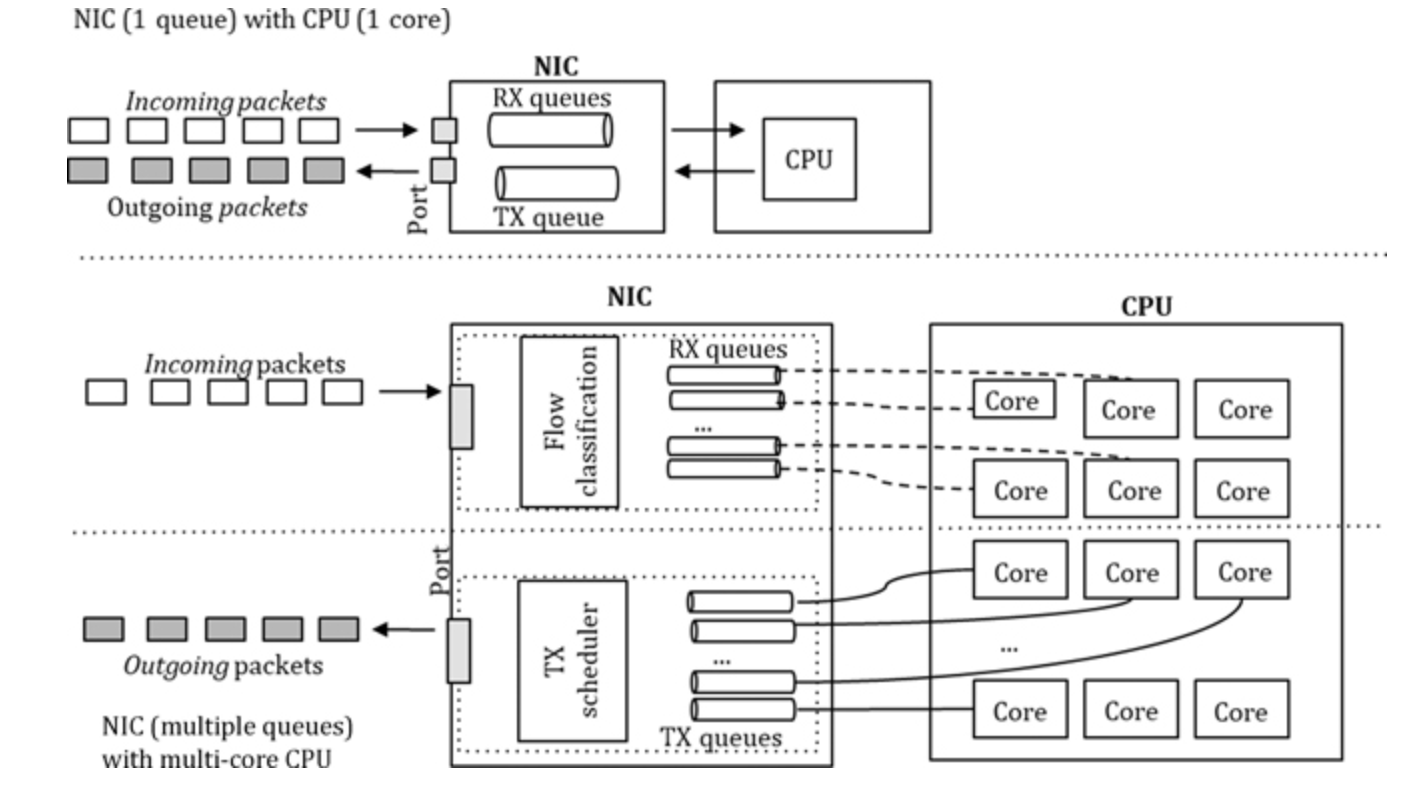 NIC (1 queue) with CPU (1 core)
NIC
Incoming packets
RX queues
CPU
Outgoing packets
Port
TX queue
NIC
CPU
Incoming packets
RX queues
Flow
classification
...
Core
Core
Core
Core
Core
Core
Port
Core
Core
Core
TX
scheduler
...
...
Outgoing packets
Core
Core
Core
TX queues
NIC (multiple queues)
with multi-core CPU